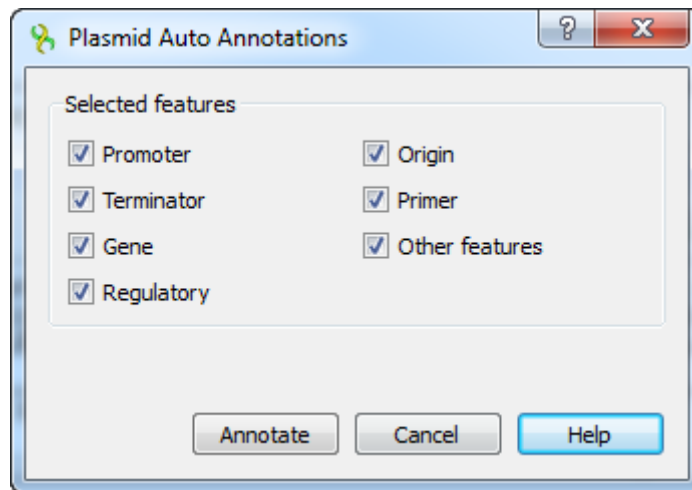 Plasmid Auto Annotations
?
X
Selected features
Promoter
Origin
Terminator
Primer
Gene
Other features
Regulatory
Annotate
Cancel
Help